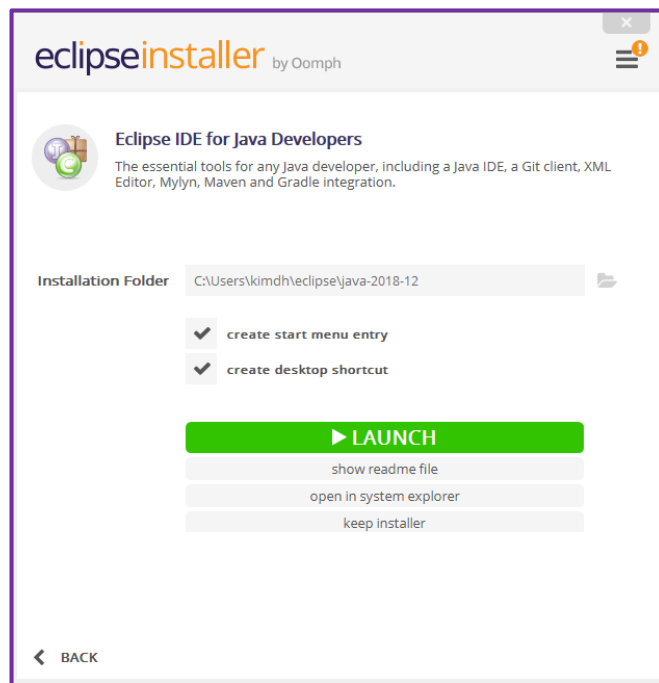 eclipseinstaller by Oomph
Eclipse IDE for Java Developers
The essential tools for any Java developer, including a Java IDE, a Git client, XML
Editor, Mylyn, Maven and Gradle integration.
Installation Folder C:\Users\kimdh\eclipse\java-2018-12
create start menu entry
create desktop shortcut
LAUNCH
show readme file
open in system explorer
keep installer
BACK